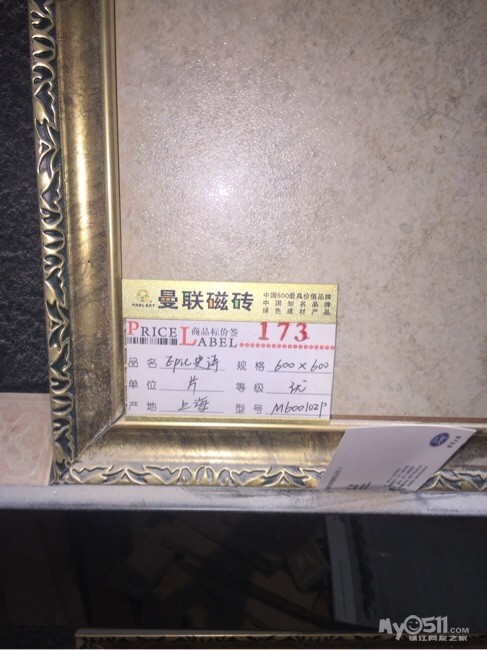 曼联磁砖
MANLANT
中国500最具价值品牌
中国知名品牌
绿色建材产品
PRICE LABEL 商品标价签 173
品名 Epic史诗 规格 600×600
单位 片 等级 优
产地 上海 型号 M600102P
My0511.COM
镇江网友之家